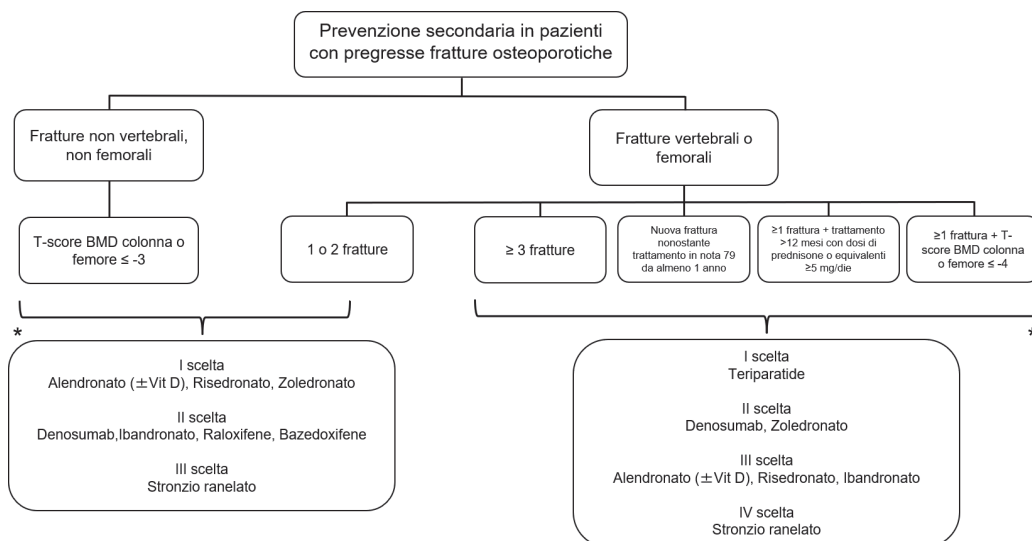 Prevenzione secondaria in pazienti
con pregresse fratture osteoporotiche
Fratture non vertebrali,
non femorali
Fratture vertebrali o
femorali
T-score BMD colonna o
femore ≤ -3
1 o 2 fratture
≥ 3 fratture
Nuova frattura
nonostante
trattamento in nota 79
da almeno 1 anno
≥1 frattura + trattamento
>12 mesi con dosi di
prednisone o equivalenti
≥5 mg/die
≥1 frattura + T-
score BMD colonna
o femore ≤ -4
*
*
I scelta
Alendronato (±Vit D), Risedronato, Zoledronato
II scelta
Denosumab,Ibandronato, Raloxifene, Bazedoxifene
III scelta
Stronzio ranelato
I scelta
Teriparatide
II scelta
Denosumab, Zoledronato
III scelta
Alendronato (±Vit D), Risedronato, Ibandronato
IV scelta
Stronzio ranelato